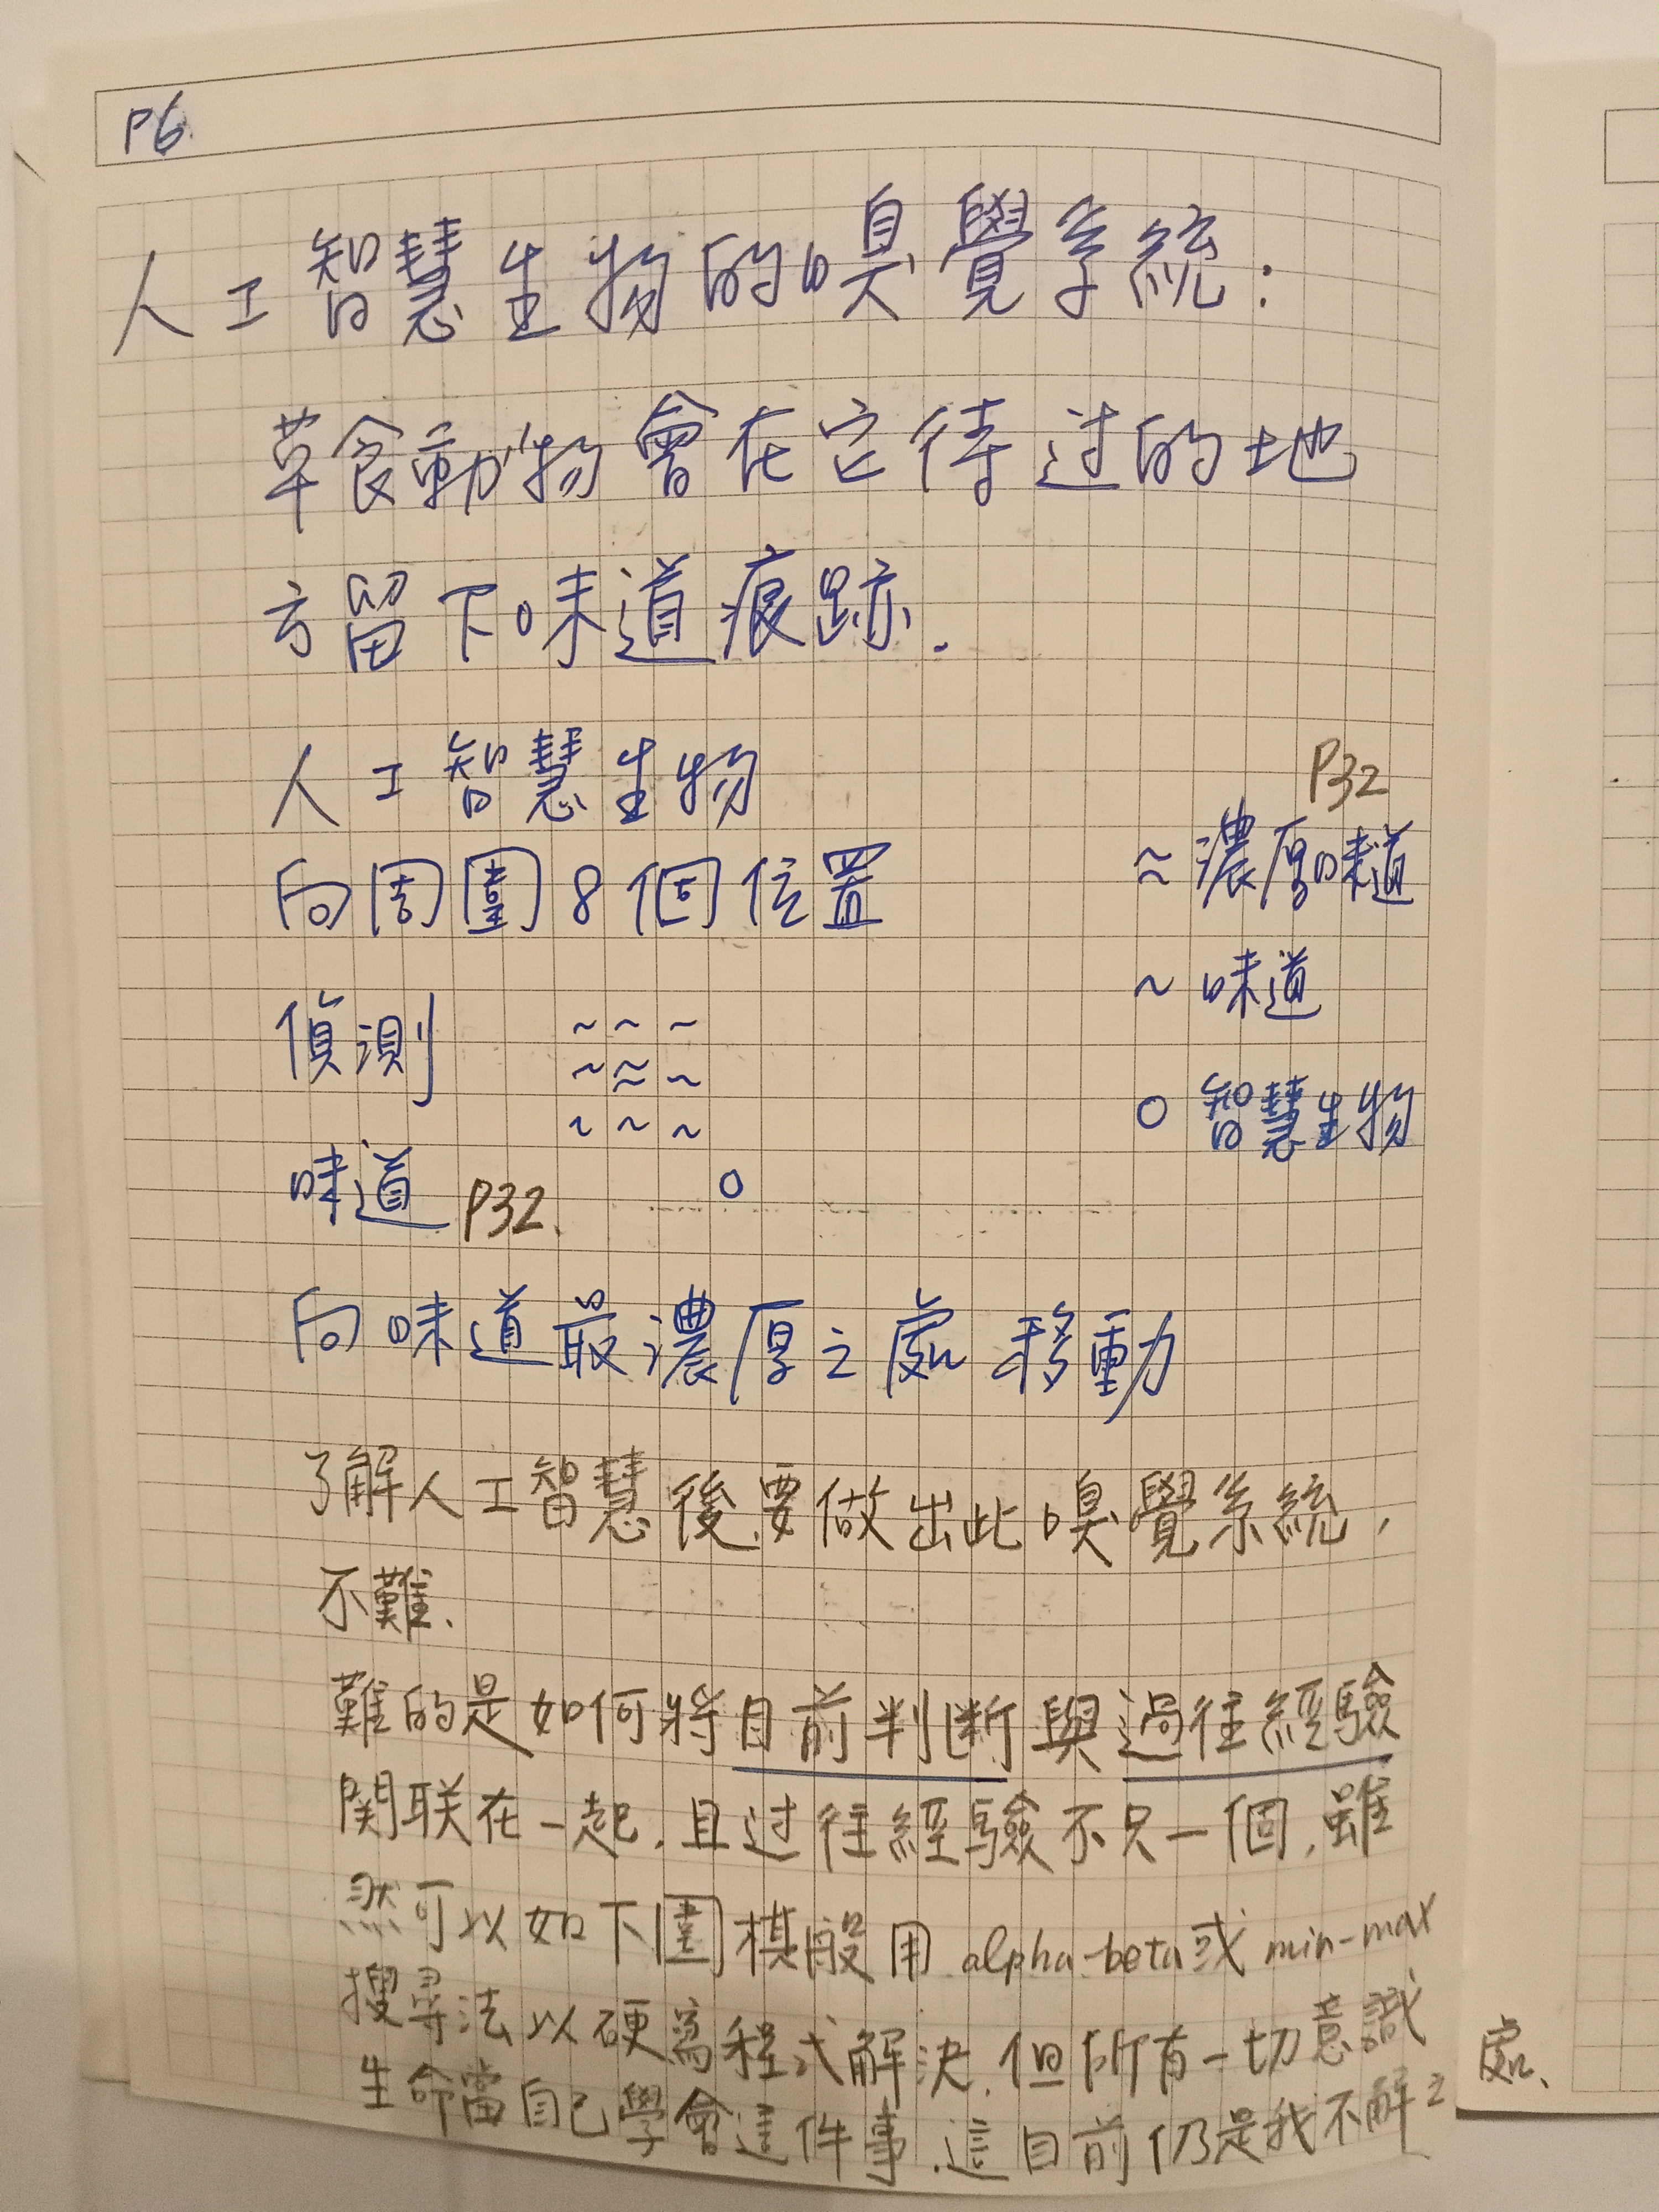 P6.
人工智慧生物的嗅覺系統：
草食動物會在它待过的地
方留下味道痕跡.
人工智慧生物
P32
向周圍8個位置
≈ 濃厚味道
~ 味道
偵測
~ ~ ~
~ ≈ ~
~ ~ ~
○ 智慧生物
味道 P32.
○
向味道最濃厚之處移動
了解人工智慧後,要做出此嗅覺系統,
不難.
難的是如何將目前判断與過往經驗
関联在一起,且过往經驗不只一個,雖
然可以如下圍棋般用 alpha-beta或 min-max
搜尋法以硬寫程式解決,但所有一切意識
生命當自己學會這件事.這目前仍是我不解之
處.